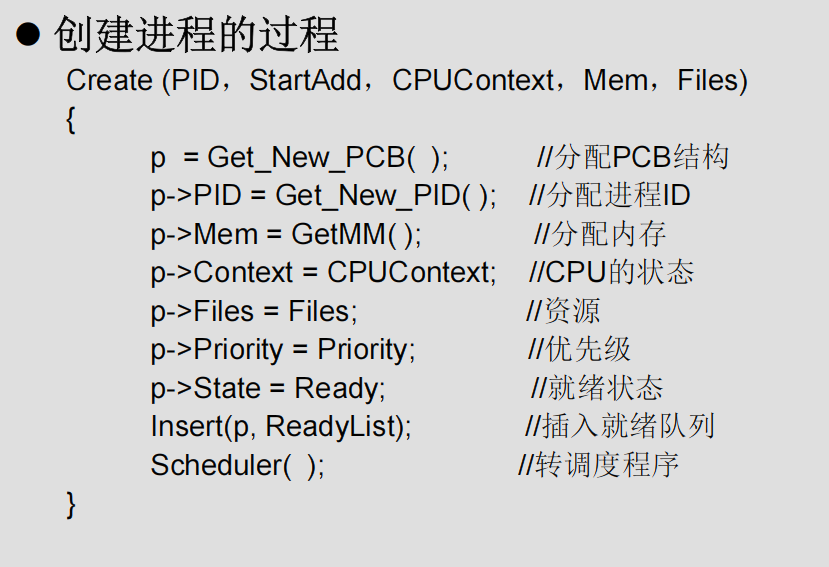 ● 创建进程的过程
Create (PID，StartAdd，CPUContext，Mem，Files)
{
p = Get_New_PCB( ); //分配PCB结构
p->PID = Get_New_PID( ); //分配进程ID
p->Mem = GetMM( ); //分配内存
p->Context = CPUContext; //CPU的状态
p->Files = Files; //资源
p->Priority = Priority; //优先级
p->State = Ready; //就绪状态
Insert(p, ReadyList); //插入就绪队列
Scheduler( ); //转调度程序
}